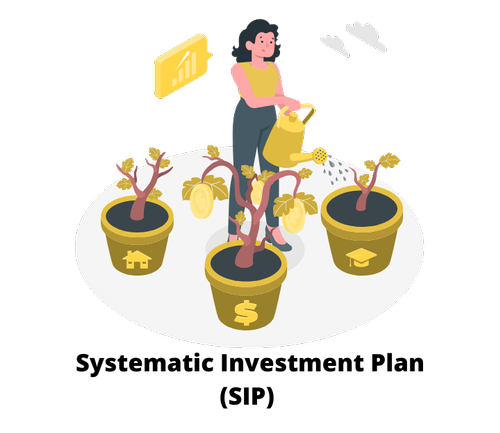 $
Systematic Investment Plan
(SIP)